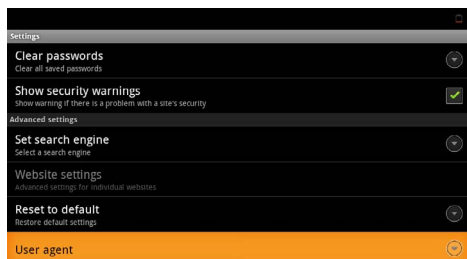 Settings
Clear passwords
Clear all saved passwords
Show security warnings
Show warning if there is a problem with a site's security
Advanced settings
Set search engine
Select a search engine
Website settings
Advanced settings for individual websites
Reset to default
Restore default settings
User agent